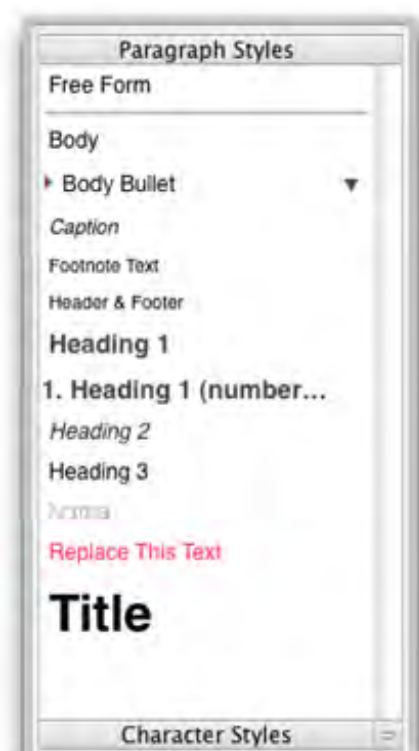 Paragraph Styles
Free Form
Body
Body Bullet
Caption
Footnote Text
Header & Footer
Heading 1
1. Heading 1 (number...
Heading 2
Heading 3
Normal
Replace This Text
Title
Character Styles